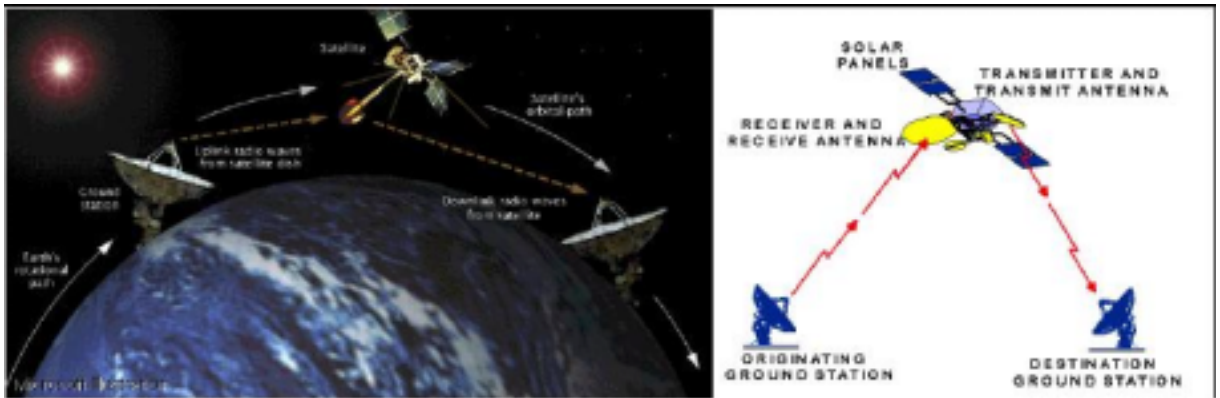 Satellite
Satellite's
orbital path
Uplink radio waves
from satellite dish
Ground
station
Downlink radio waves
from satellite
Earth's
rotational
path
SOLAR
PANELS
TRANSMITTER AND
TRANSMIT ANTENNA
RECEIVER AND
RECEIVE ANTENNA
ORIGINATING
GROUND STATION
DESTINATION
GROUND STATION